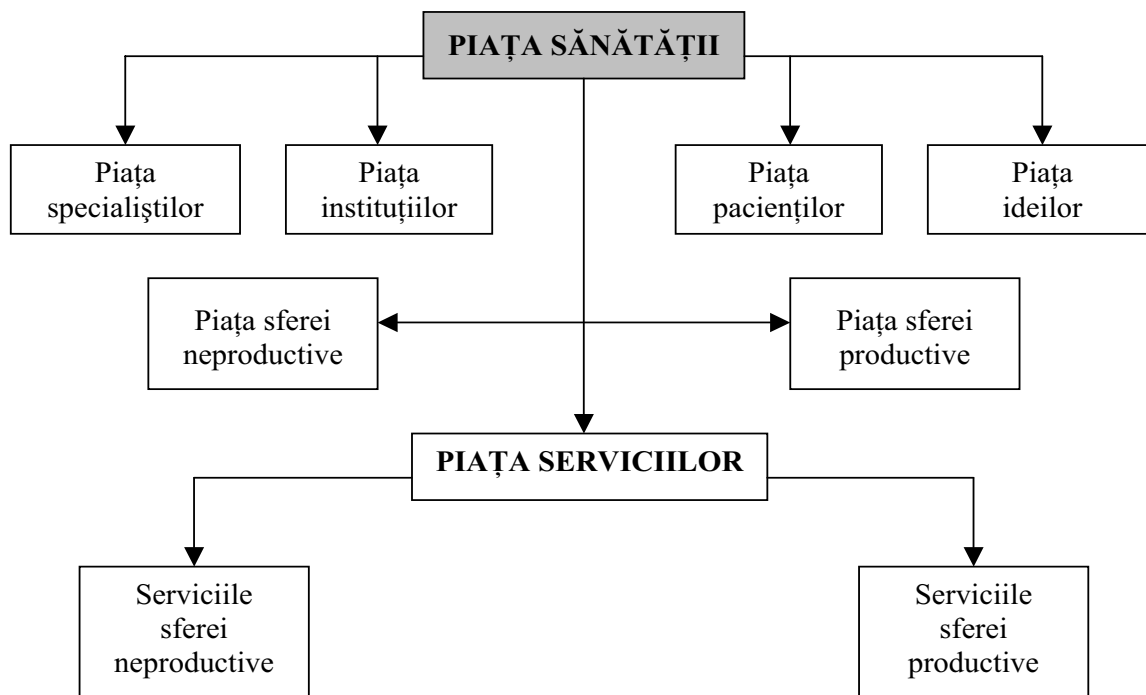 PIAȚA SĂNĂTĂȚII
Piața
specialiştilor
Piața
instituțiilor
Piața
pacienților
Piața
ideilor
Piața sferei
neproductive
Piața sferei
productive
PIAȚA SERVICIILOR
Serviciile
sferei
neproductive
Serviciile
sferei
productive